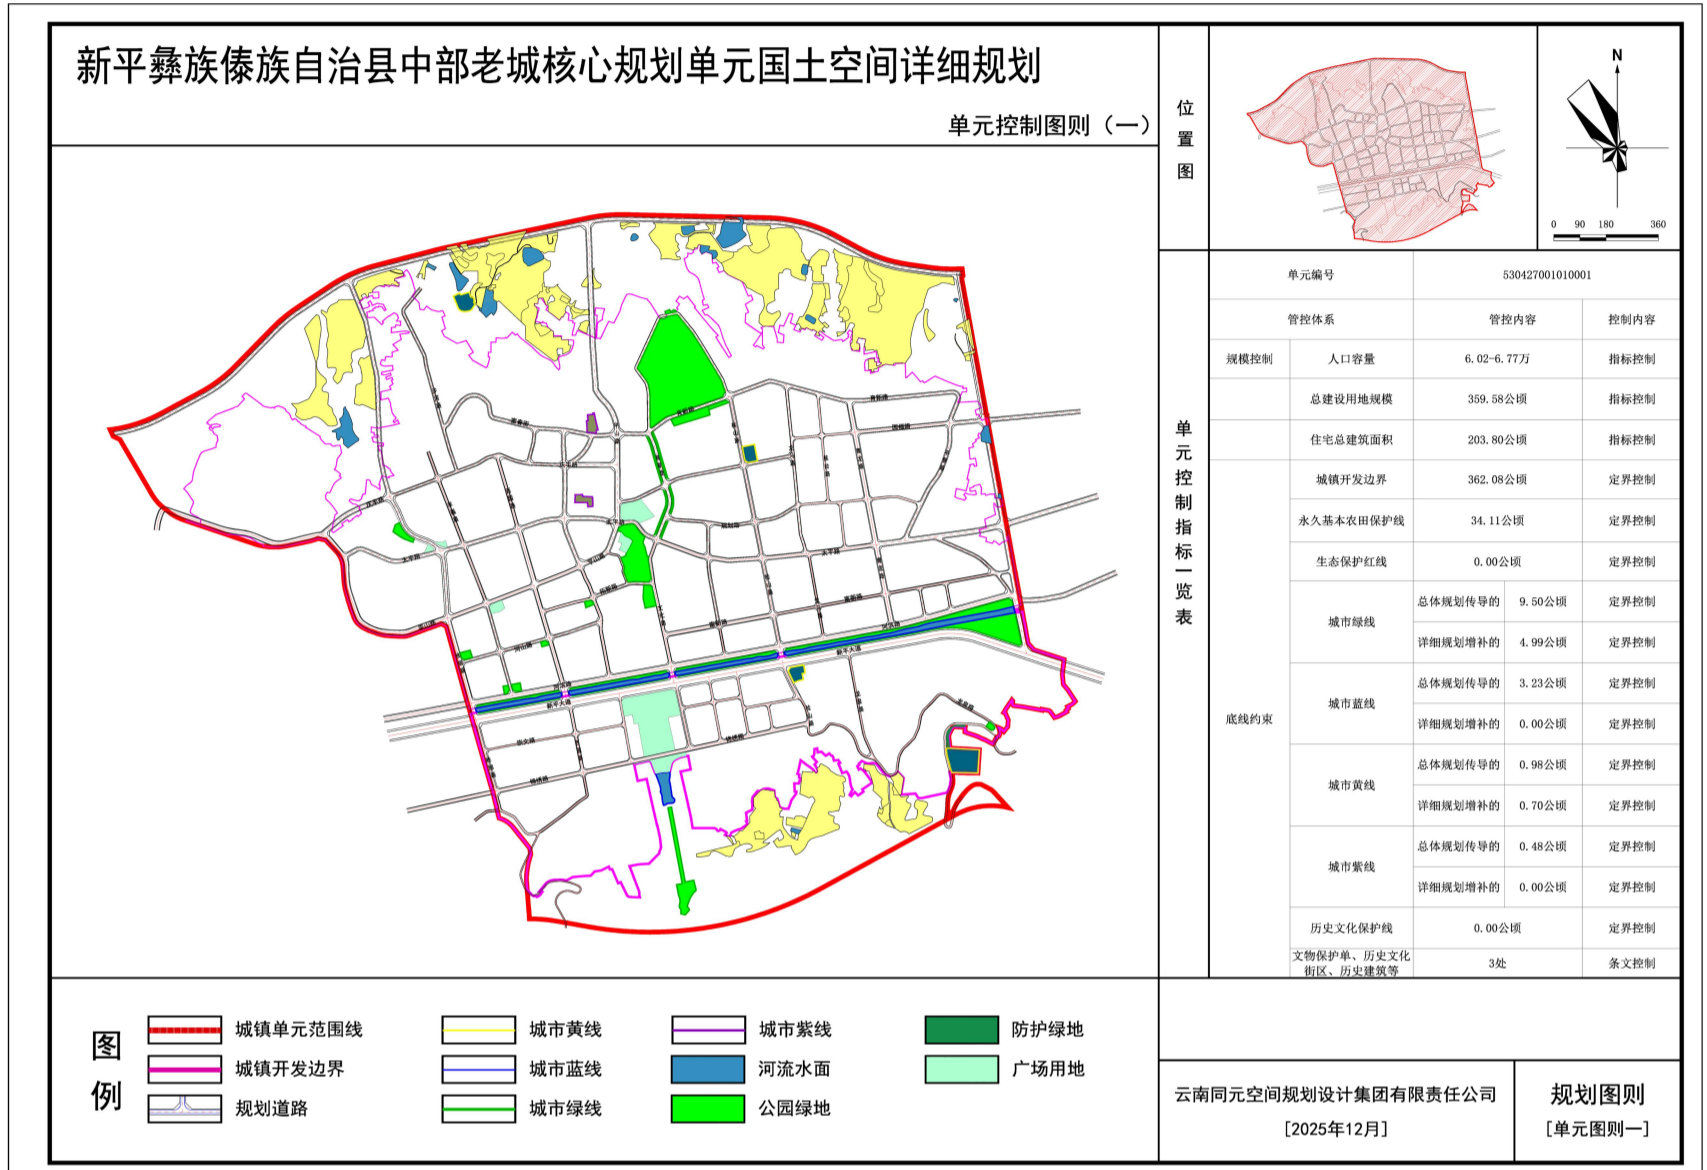 新平彝族傣族自治县中部老城核心规划单元国土空间详细规划
单元控制图则（一）
位置图
N
0 90 180 360
单元控制指标一览表
单元编号 530427001010001
管控体系 管控内容 控制内容
规模控制 人口容量 6.02-6.77万 指标控制
总建设用地规模 359.58公顷 指标控制
住宅总建筑面积 203.80公顷 指标控制
底线约束
城镇开发边界 362.08公顷 定界控制
永久基本农田保护线 34.11公顷 定界控制
生态保护红线 0.00公顷 定界控制
城市绿线 总体规划传导的 9.50公顷 定界控制
详细规划增补的 4.99公顷 定界控制
城市蓝线 总体规划传导的 3.23公顷 定界控制
详细规划增补的 0.00公顷 定界控制
城市黄线 总体规划传导的 0.98公顷 定界控制
详细规划增补的 0.70公顷 定界控制
城市紫线 总体规划传导的 0.48公顷 定界控制
详细规划增补的 0.00公顷 定界控制
历史文化保护线 0.00公顷 定界控制
文物保护单、历史文化
街区、历史建筑等 3处 条文控制
新平大道
新平大道
太平路
太平路
图例
城镇单元范围线
城镇开发边界
规划道路
城市黄线
城市蓝线
城市绿线
城市紫线
河流水面
公园绿地
防护绿地
广场用地
云南同元空间规划设计集团有限责任公司
[2025年12月]
规划图则
[单元图则一]